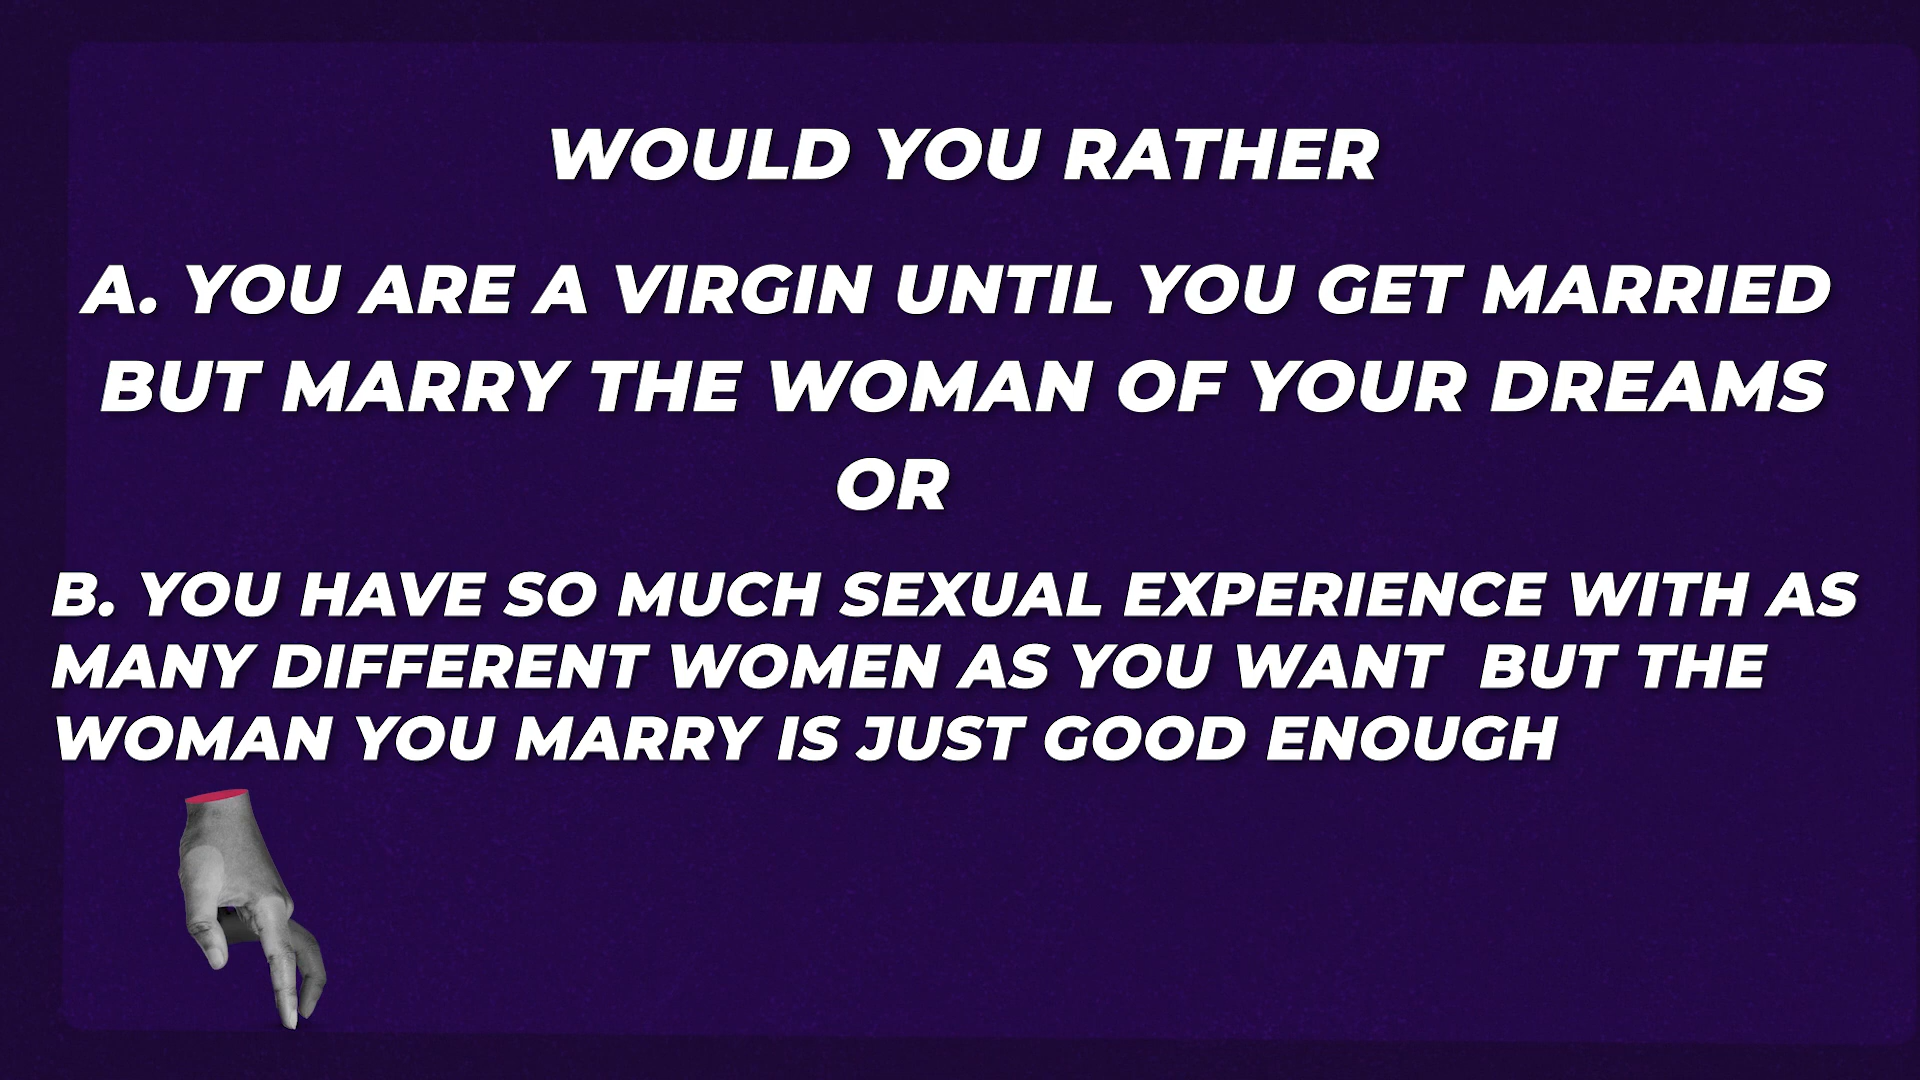 WOULD YOU RATHER
A. YOU ARE A VIRGIN UNTIL YOU GET MARRIED
BUT MARRY THE WOMAN OF YOUR DREAMS
OR
B. YOU HAVE SO MUCH SEXUAL EXPERIENCE WITH AS
MANY DIFFERENT WOMEN AS YOU WANT  BUT THE
WOMAN YOU MARRY IS JUST GOOD ENOUGH